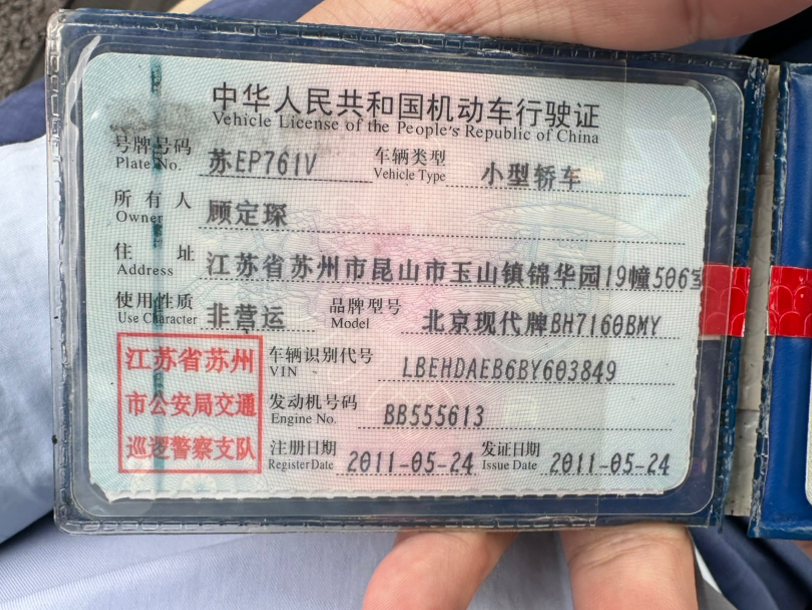 中华人民共和国机动车行驶证
Vehicle License of the People's Republic of China
号牌号码 苏EP761V 车辆类型 小型轿车
Plate No. Vehicle Type
所有人 顾定琛
Owner
住址 江苏省苏州市昆山市玉山镇锦华园19幢506室
Address
使用性质 非营运 品牌型号 北京现代牌BH7160BMY
Use Character Model
江苏省苏州 车辆识别代号 LBEHDAEB6BY603849
VIN
市公安局交通 发动机号码 BB555613
Engine No.
巡逻警察支队 注册日期 2011-05-24 发证日期 2011-05-24
Register Date Issue Date